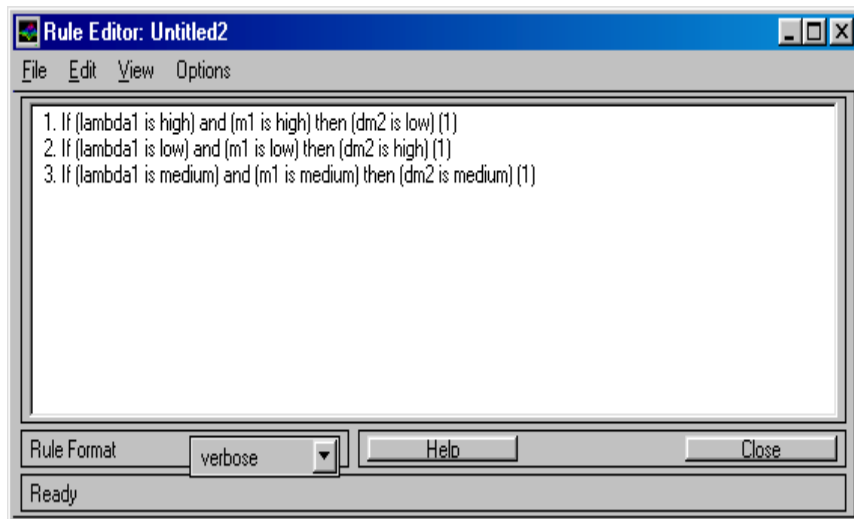 Rule Editor: Untitled2
File Edit View Options
1. If (lambda1 is high) and (m1 is high) then (dm2 is low) (1)
2. If (lambda1 is low) and (m1 is low) then (dm2 is high) (1)
3. If (lambda1 is medium) and (m1 is medium) then (dm2 is medium) (1)
Rule Format verbose Help Close
Ready